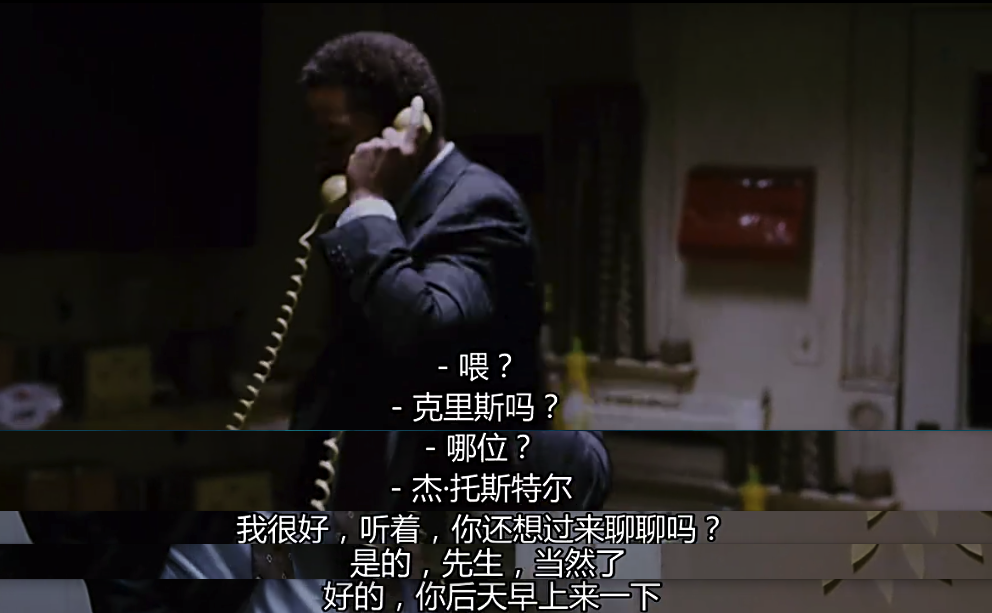 - 喂？
- 克里斯吗？
- 哪位？
- 杰·托斯特尔
我很好，听着，你还想过来聊聊吗？
是的，先生，当然了
好的，你后天早上来一下